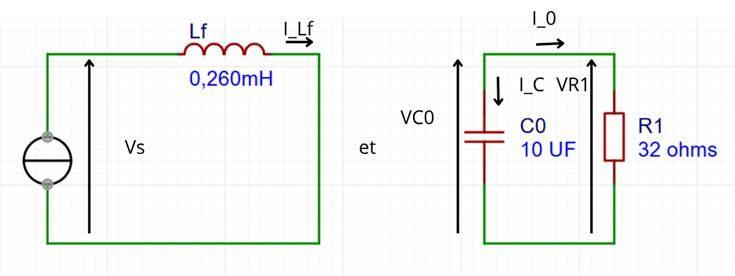 Lf
I_Lf
0,260mH
Vs
et
I_0
I_C
VR1
VC0
C0
10 UF
R1
32 ohms